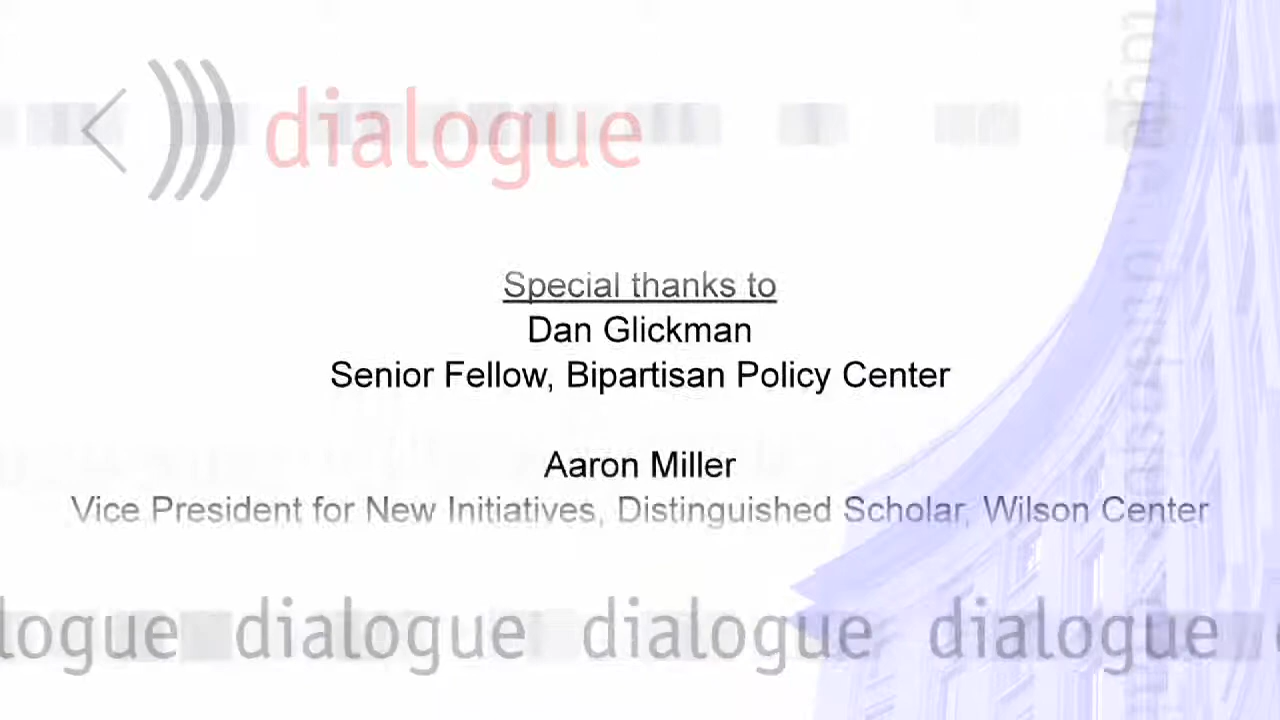 dialogue
Special thanks to
Dan Glickman
Senior Fellow, Bipartisan Policy Center
Aaron Miller
Vice President for New Initiatives, Distinguished Scholar, Wilson Center
logue dialogue dialogue dialogue